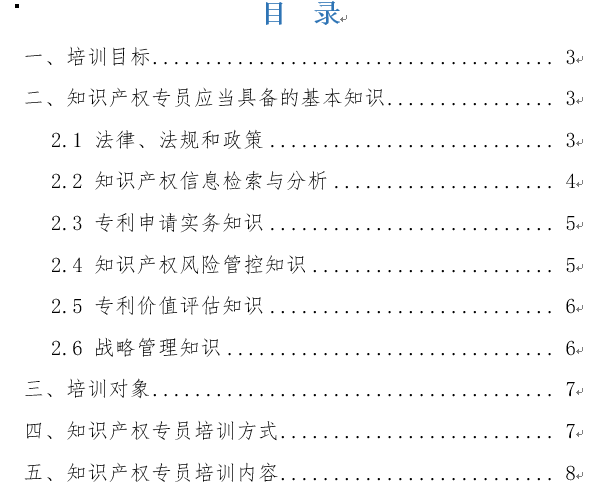 目 录
一、培训目标...................................... 3
二、知识产权专员应当具备的基本知识................ 3
2.1 法律、法规和政策........................... 3
2.2 知识产权信息检索与分析..................... 4
2.3 专利申请实务知识........................... 5
2.4 知识产权风险管控知识....................... 5
2.5 专利价值评估知识........................... 6
2.6 战略管理知识............................... 6
三、培训对象...................................... 7
四、知识产权专员培训方式.......................... 7
五、知识产权专员培训内容.......................... 8